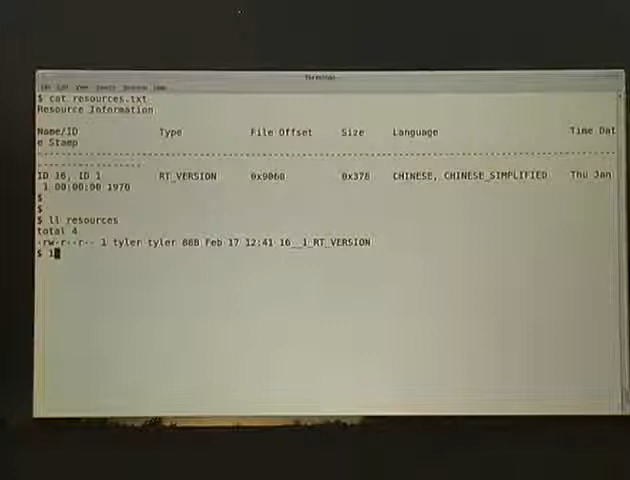 Terminal
$ cat resources.txt
Resource Information
Name/ID Type File Offset Size Language Time Dat
e Stamp
--------------------------------------------------------------------------------
--------------------
ID 16, ID 1 RT_VERSION 0x9060 0x378 CHINESE, CHINESE_SIMPLIFIED Thu Jan
1 00:00:00 1970
$
$
$ ll resources
total 4
-rw-r--r-- 1 tyler tyler 888 Feb 17 12:41 16__1_RT_VERSION
$ l